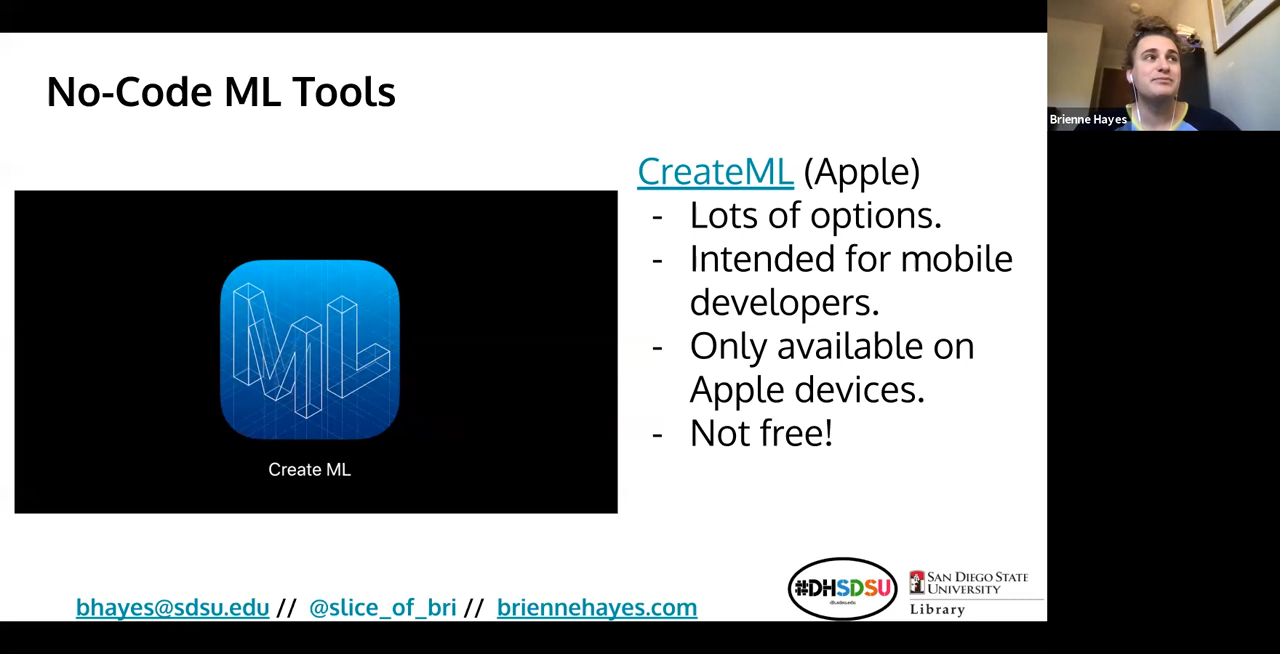 No-Code ML Tools
Brienne Hayes
CreateML (Apple)
- Lots of options.
- Intended for mobile
developers.
- Only available on
Apple devices.
- Not free!
ML
Create ML
bhayes@sdsu.edu // @slice_of_bri // briennehayes.com
#DHSDSU
SAN DIEGO STATE
UNIVERSITY
Library